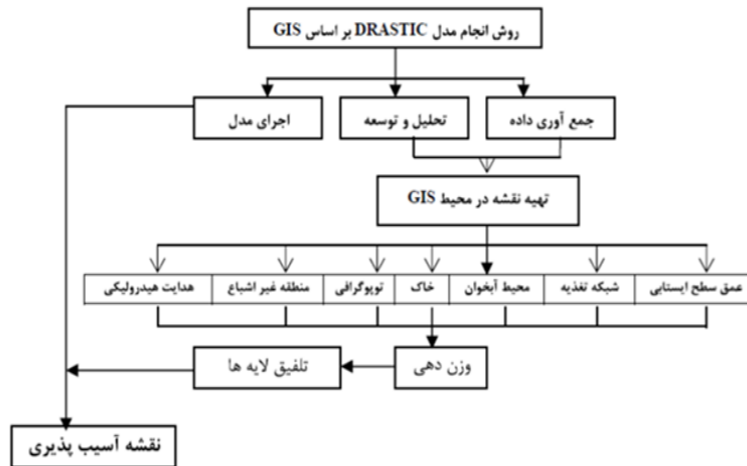 روش انجام مدل DRASTIC بر اساس GIS
جمع آوری داده
تحلیل و توسعه
اجرای مدل
تهیه نقشه در محیط GIS
عمق سطح ایستابی
شبکه تغذیه
محیط آبخوان
خاک
توپوگرافی
منطقه غیر اشباع
هدایت هیدرولیکی
وزن دهی
تلفیق لایه ها
نقشه آسیب پذیری